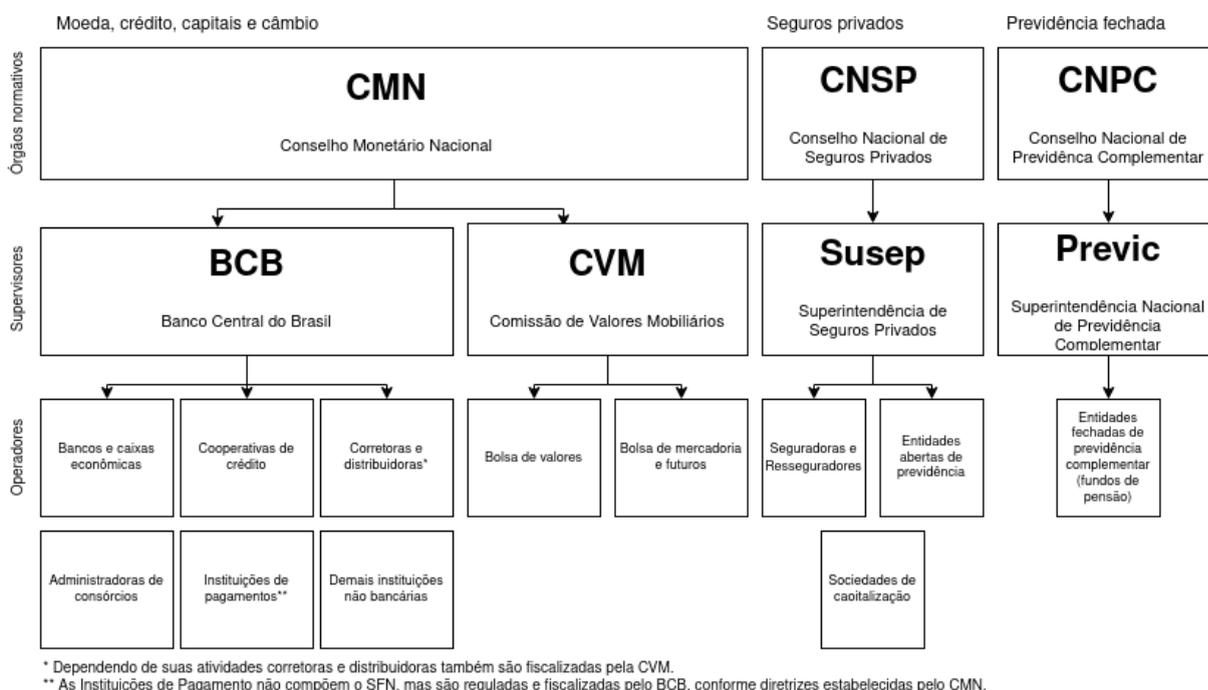 Moeda, crédito, capitais e câmbio
Seguros privados
Previdência fechada
Órgãos normativos
CMN
Conselho Monetário Nacional
CNSP
Conselho Nacional de
Seguros Privados
CNPC
Conselho Nacional de
Previdênca Complementar
Supervisores
BCB
Banco Central do Brasil
CVM
Comissão de Valores Mobiliários
Susep
Superintendência de
Seguros Privados
Previc
Superintendência Nacional
de Previdência
Complementar
Operadores
Bancos e caixas
econômicas
Cooperativas de
crédito
Corretoras e
distribuidoras*
Bolsa de valores
Bolsa de mercadoria
e futuros
Seguradoras e
Resseguradores
Entidades
abertas de
previdência
Entidades
fechadas de
previdência
complementar
(fundos de
pensão)
Administradoras de
consórcios
Instituições de
pagamentos**
Demais instituições
não bancárias
Sociedades de
caoitalização
* Dependendo de suas atividades corretoras e distribuidoras também são fiscalizadas pela CVM.
** As Instituições de Pagamento não compõem o SFN, mas são reguladas e fiscalizadas pelo BCB, conforme diretrizes estabelecidas pelo CMN.